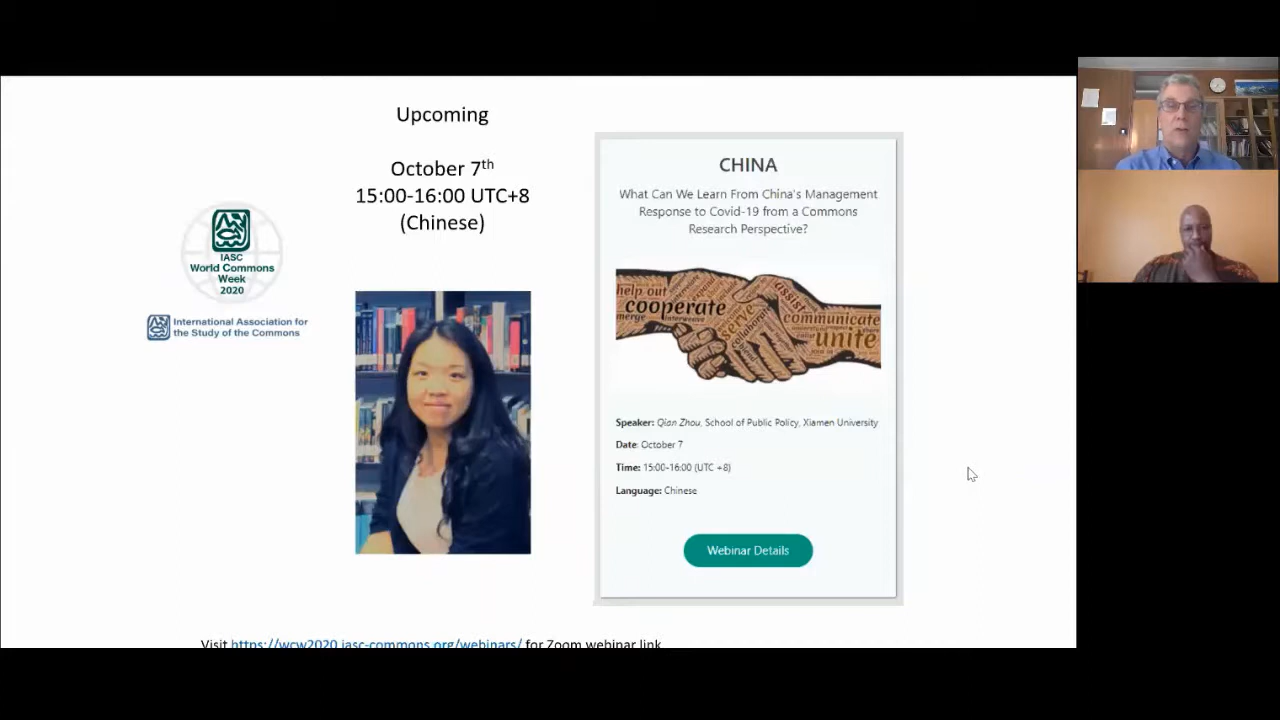 Upcoming
October 7th
15:00-16:00 UTC+8
(Chinese)
IASC
World Commons
Week
2020
International Association for
the Study of the Commons
CHINA
What Can We Learn From China's Management
Response to Covid-19 from a Commons
Research Perspective?
help out
cooperate
merge
interweave
serve
collaborate
assist
communicate
unite
Speaker: Qian Zhou, School of Public Policy, Xiamen University
Date: October 7
Time: 15:00-16:00 (UTC +8)
Language: Chinese
Webinar Details
Visit https://wcw2020.iasc-commons.org/webinars/ for Zoom webinar link